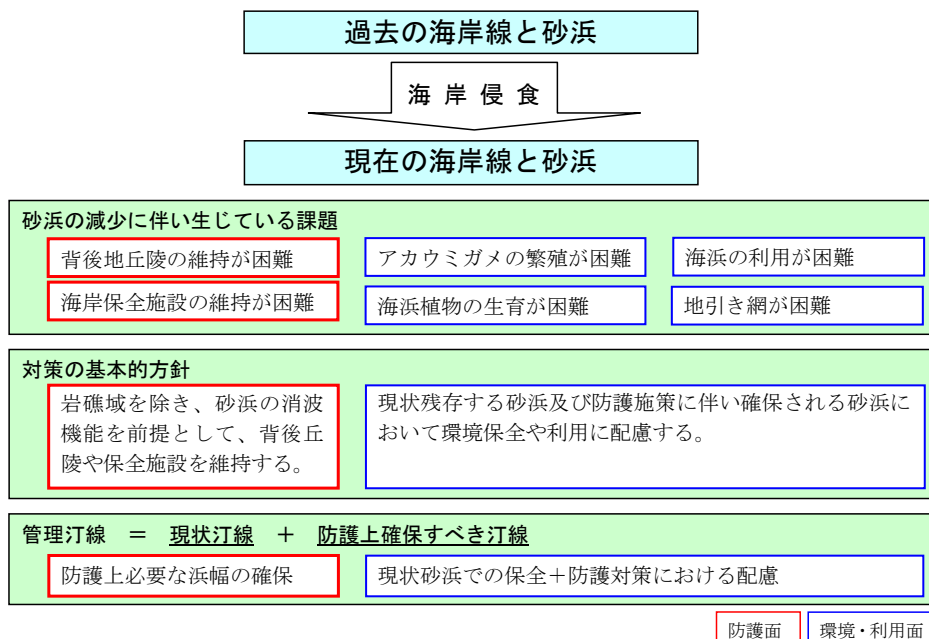 過去の海岸線と砂浜
海 岸 侵 食
現在の海岸線と砂浜
砂浜の減少に伴い生じている課題
背後地丘陵の維持が困難
アカウミガメの繁殖が困難
海浜の利用が困難
海岸保全施設の維持が困難
海浜植物の生育が困難
地引き網が困難
対策の基本的方針
岩礁域を除き、砂浜の消波
機能を前提として、背後丘
陵や保全施設を維持する。
現状残存する砂浜及び防護施策に伴い確保される砂浜に
おいて環境保全や利用に配慮する。
管理汀線 = 現状汀線 + 防護上確保すべき汀線
防護上必要な浜幅の確保
現状砂浜での保全+防護対策における配慮
防護面
環境・利用面